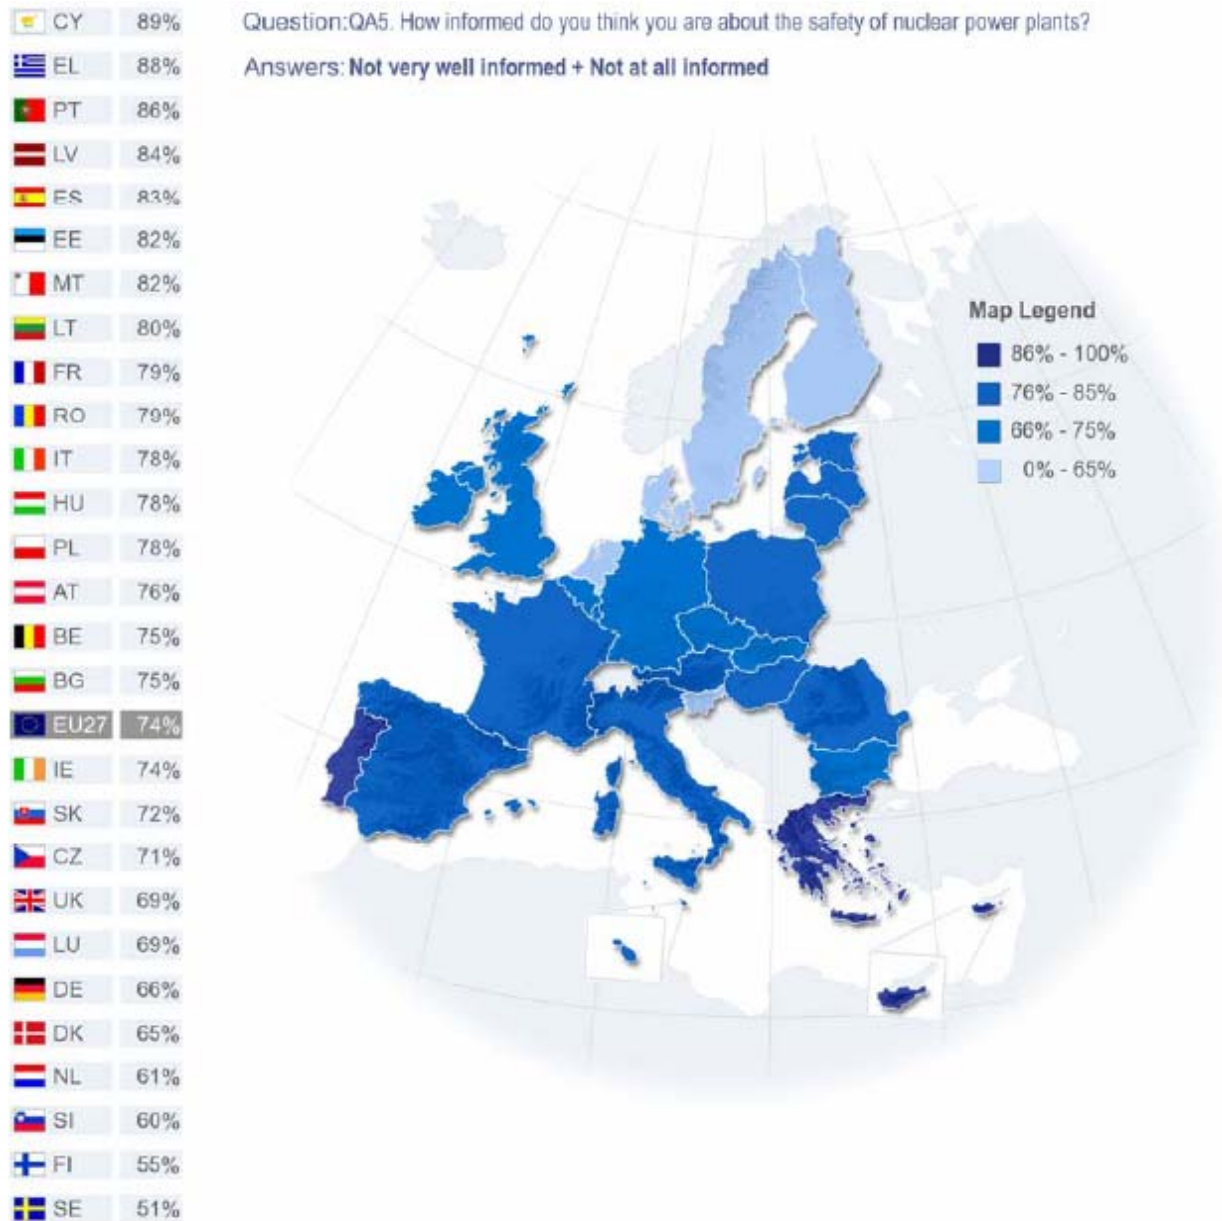 Question:QA5. How informed do you think you are about the safety of nuclear power plants?
Answers: Not very well informed + Not at all informed
CY 89%
EL 88%
PT 86%
LV 84%
ES 83%
EE 82%
MT 82%
LT 80%
FR 79%
RO 79%
IT 78%
HU 78%
PL 78%
AT 76%
BE 75%
BG 75%
EU27 74%
IE 74%
SK 72%
CZ 71%
UK 69%
LU 69%
DE 66%
DK 65%
NL 61%
SI 60%
FI 55%
SE 51%
Map Legend
86% - 100%
76% - 85%
66% - 75%
0% - 65%